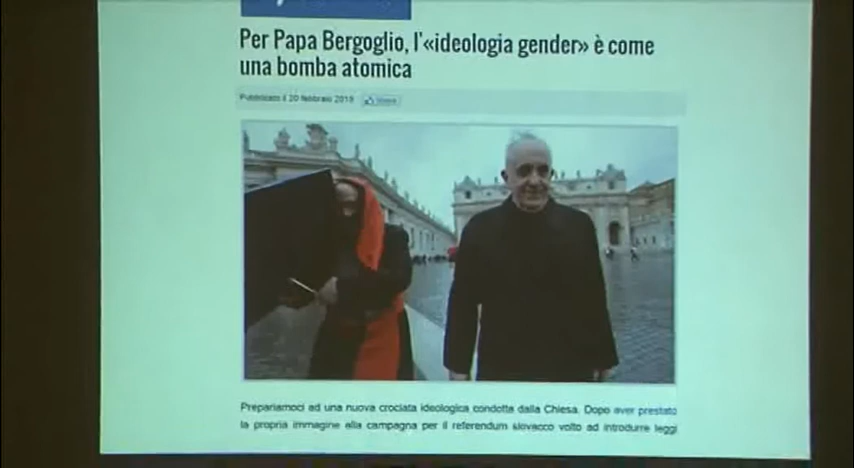 Per Papa Bergoglio, l'«ideologia gender» è come
una bomba atomica
Pubblicato il 20 febbraio
Prepariamoci ad una nuova crociata ideologica condotta dalla Chiesa. Dopo aver prestato
la propria immagine alla campagna per il referendum slovacco volto ad introdurre leggi